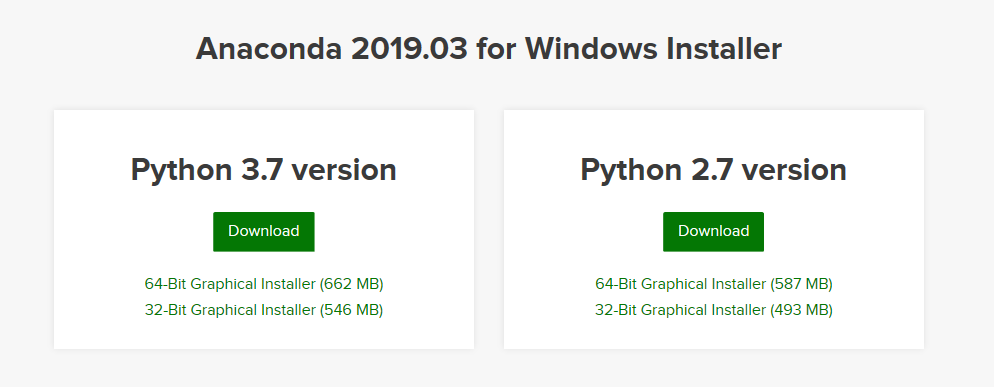 Anaconda 2019.03 for Windows Installer
Python 3.7 version
Download
64-Bit Graphical Installer (662 MB)
32-Bit Graphical Installer (546 MB)
Python 2.7 version
Download
64-Bit Graphical Installer (587 MB)
32-Bit Graphical Installer (493 MB)